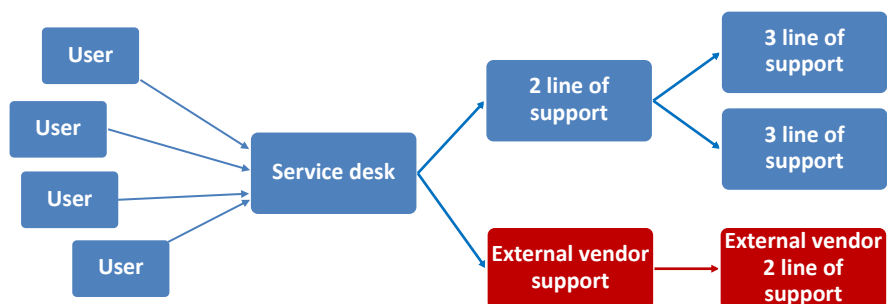 User
User
User
User
Service desk
2 line of
support
3 line of
support
3 line of
support
External vendor
support
External vendor
2 line of
support